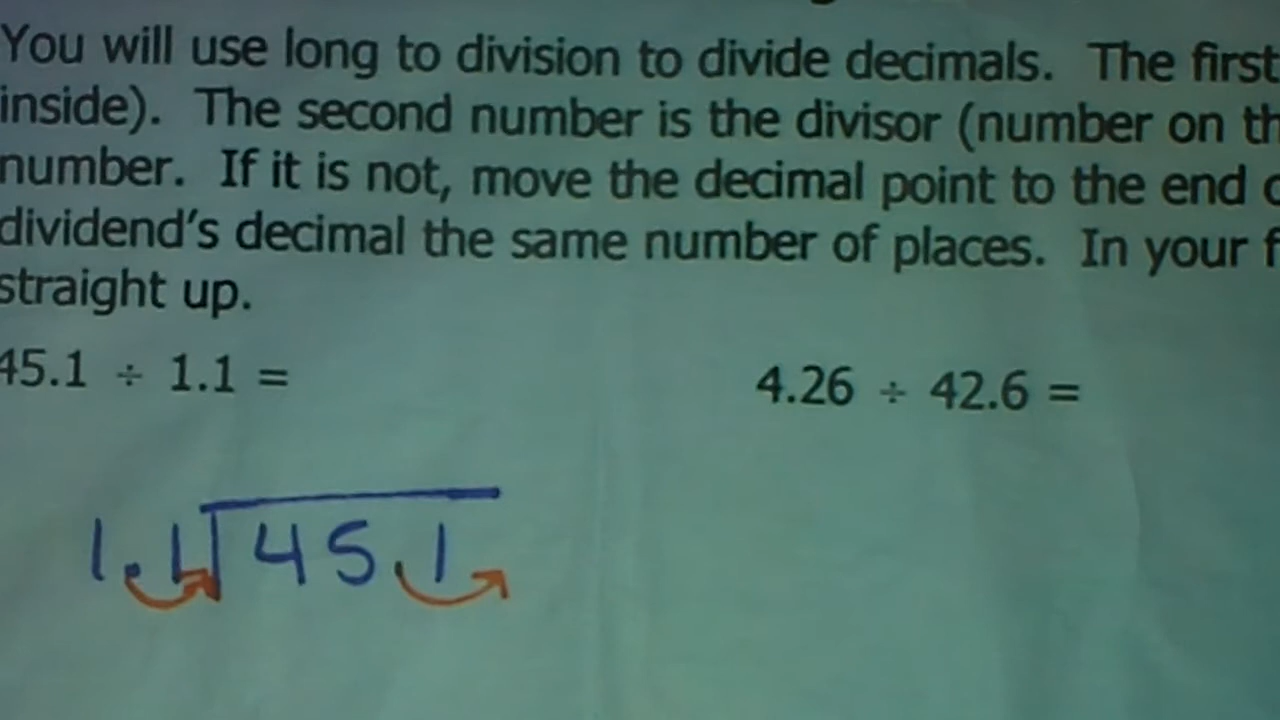 You will use long to division to divide decimals. The first
inside). The second number is the divisor (number on th
number. If it is not, move the decimal point to the end o
dividend's decimal the same number of places. In your f
straight up.
45.1 ÷ 1.1 =
4.26 ÷ 42.6 =
1.1 45.1